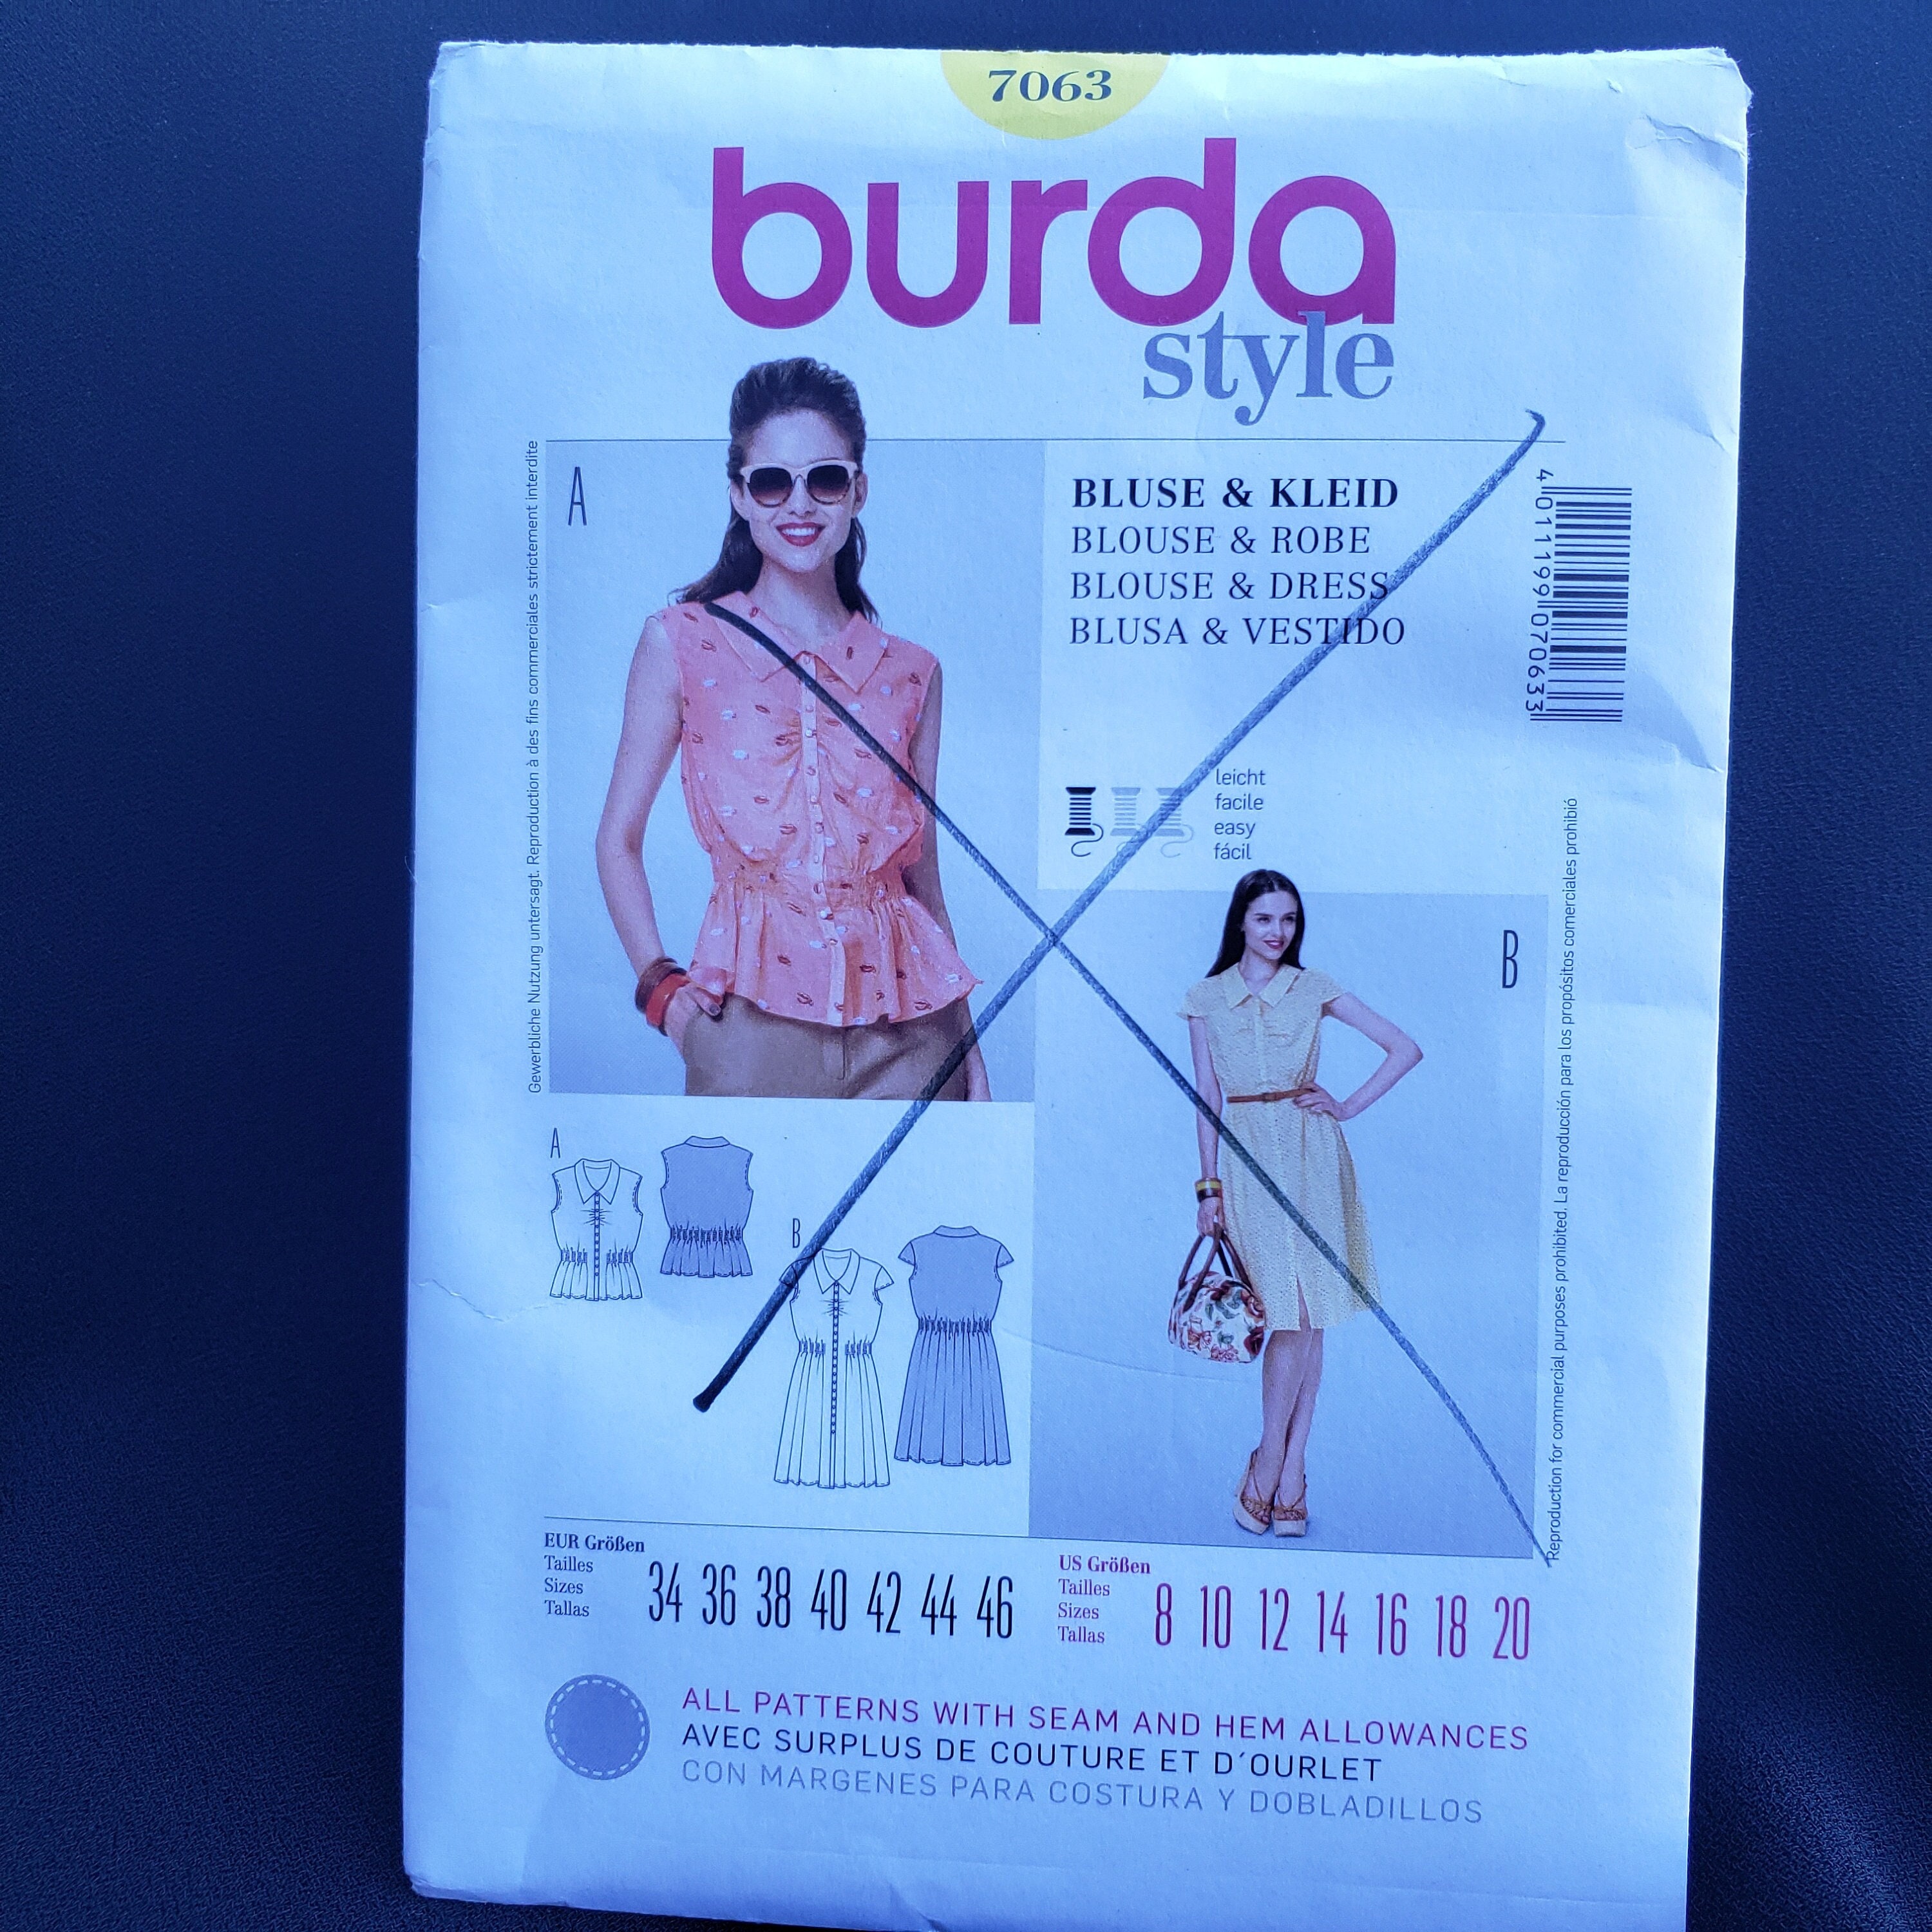 7063
burda
style
A
BLUSE & KLEID
BLOUSE & ROBE
BLOUSE & DRESS
BLUSA & VESTIDO
4 011199 070633
leicht
facile
easy
fácil
Gewerbliche Nutzung untersagt. Reproduction à des fins commerciales strictement interdite
B
Reproduction for commercial purposes prohibited. La reproducción para los propósitos comerciales prohibió
A
B
EUR Größen
Tailles
Sizes
Tallas
34 36 38 40 42 44 46
US Größen
Tailles
Sizes
Tallas
8 10 12 14 16 18 20
ALL PATTERNS WITH SEAM AND HEM ALLOWANCES
AVEC SURPLUS DE COUTURE ET D´OURLET
CON MARGENES PARA COSTURA Y DOBLADILLOS